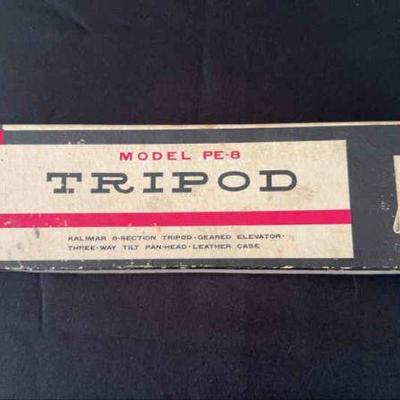 MODEL PE-8
TRIPOD
KALIMAR 8-SECTION TRIPOD·GEARED ELEVATOR·
THREE-WAY TILT PAN-HEAD·LEATHER CASE